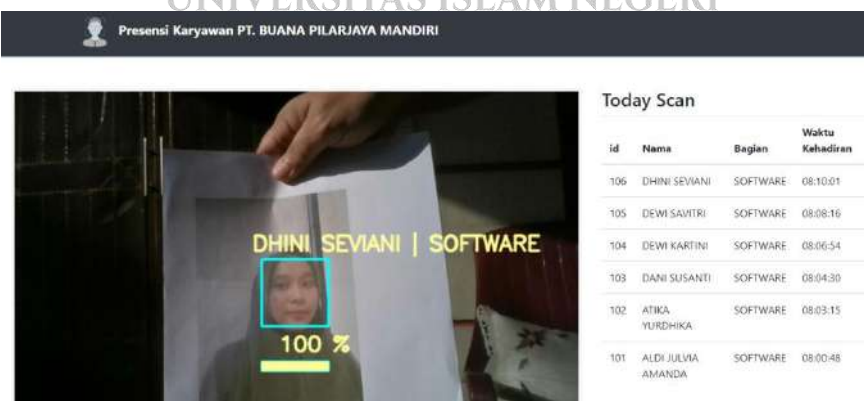 UNIVERSITAS ISLAM NEGERI
Presensi Karyawan PT. BUANA PILARJAYA MANDIRI
DHINI SEVIANI | SOFTWARE
100 %
Today Scan
id Nama Bagian Waktu Kehadiran
106 DHINI SEVIANI SOFTWARE 08:10:01
105 DEWI SAVITRI SOFTWARE 08:08:16
104 DEWI KARTINI SOFTWARE 08:06:54
103 DANI SUSANTI SOFTWARE 08:04:30
102 ATIKA YURDHIKA SOFTWARE 08:03:15
101 ALDI JULVIA AMANDA SOFTWARE 08:00:48